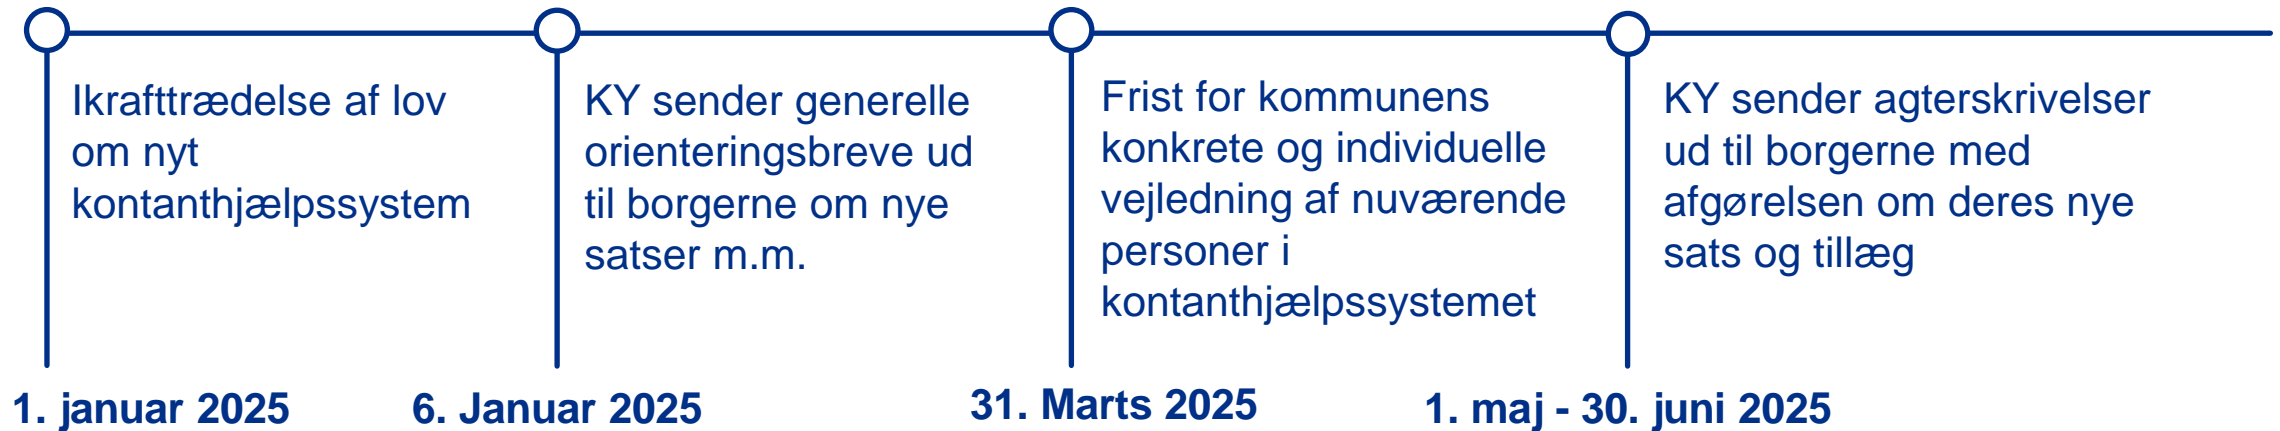 Ikrafttrædelse af lov
om nyt
kontanthjælpssystem
1. januar 2025
KY sender generelle
orienteringsbreve ud
til borgerne om nye
satser m.m.
6. Januar 2025
Frist for kommunens
konkrete og individuelle
vejledning af nuværende
personer i
kontanthjælpssystemet
31. Marts 2025
KY sender agterskrivelser
ud til borgerne med
afgørelsen om deres nye
sats og tillæg
1. maj - 30. juni 2025